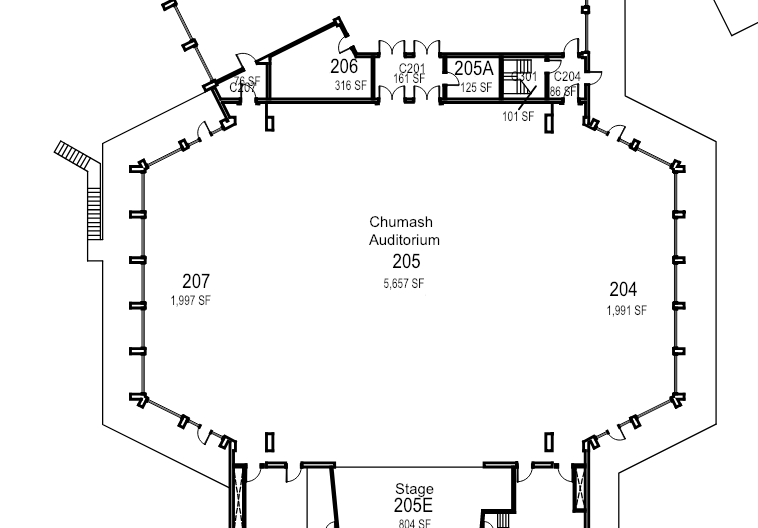 206
316 SF
C201
161 SF
205A
125 SF
C301
C204
86 SF
76 SF
C207
101 SF
Chumash
Auditorium
205
5,657 SF
207
1,997 SF
204
1,991 SF
Stage
205E
804 SF